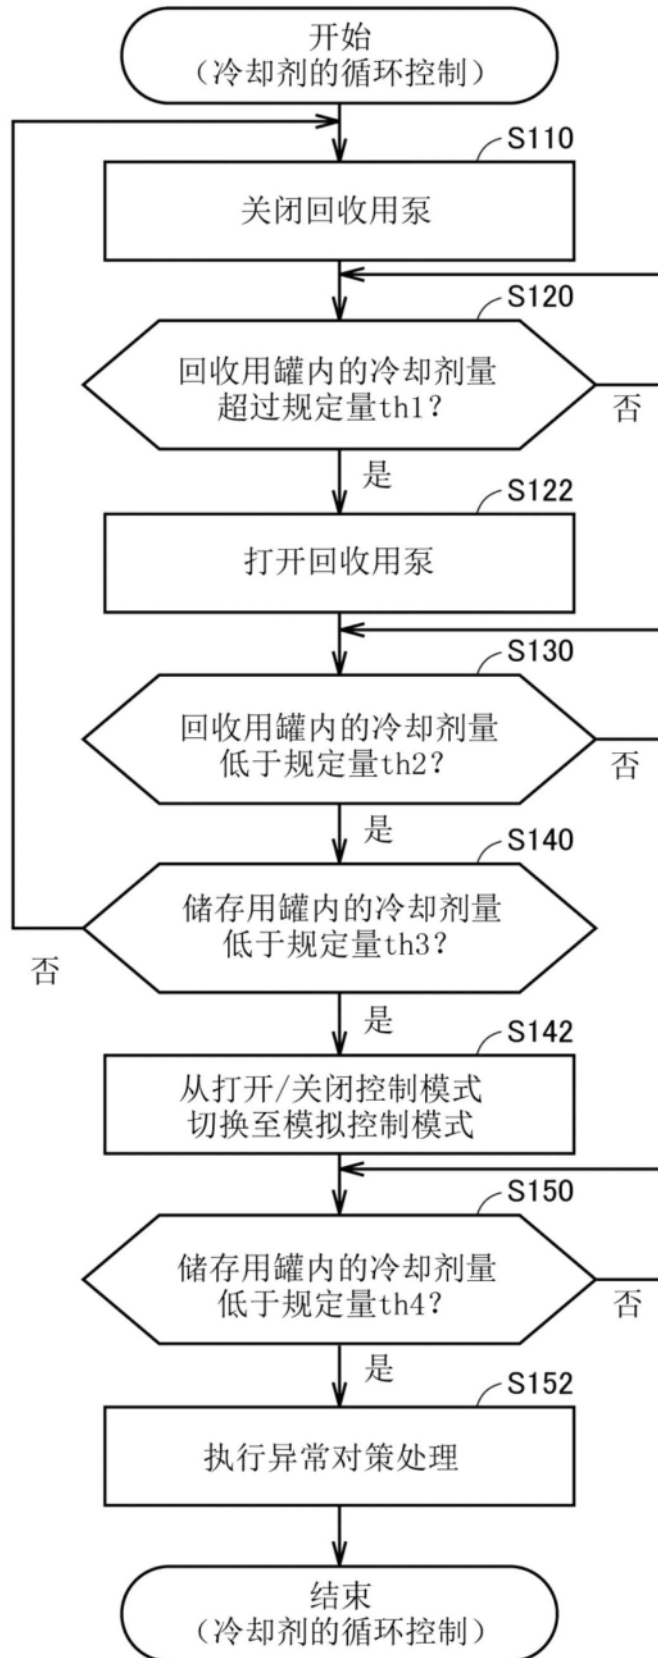 开始
（冷却剂的循环控制）
S110
关闭回收用泵
S120
回收用罐内的冷却剂量
超过规定量th1？
否
是
S122
打开回收用泵
S130
回收用罐内的冷却剂量
低于规定量th2？
否
是
S140
储存用罐内的冷却剂量
低于规定量th3？
否
是
S142
从打开/关闭控制模式
切换至模拟控制模式
S150
储存用罐内的冷却剂量
低于规定量th4？
否
是
S152
执行异常对策处理
结束
（冷却剂的循环控制）